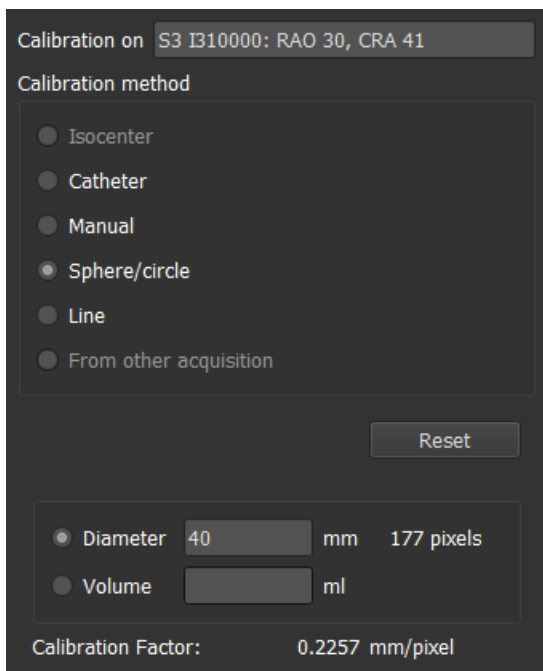 Calibration on S3 I310000: RAO 30, CRA 41
Calibration method
Isocenter
Catheter
Manual
Sphere/circle
Line
From other acquisition
Reset
Diameter 40 mm 177 pixels
Volume ml
Calibration Factor: 0.2257 mm/pixel